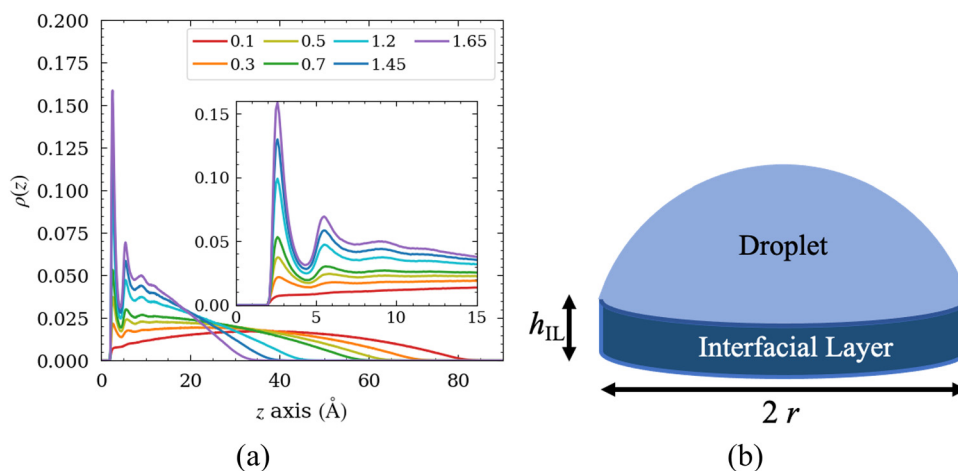 0.200
0.175
0.150
0.125
0.100
0.075
0.050
0.025
0.000
ρ(z)
0.1 0.5 1.2 1.65
0.3 0.7 1.45
0.15
0.10
0.05
0.00
0 5 10 15
0 20 40 60 80
z axis (Å)
(a)
Droplet
h_IL
Interfacial Layer
2 r
(b)